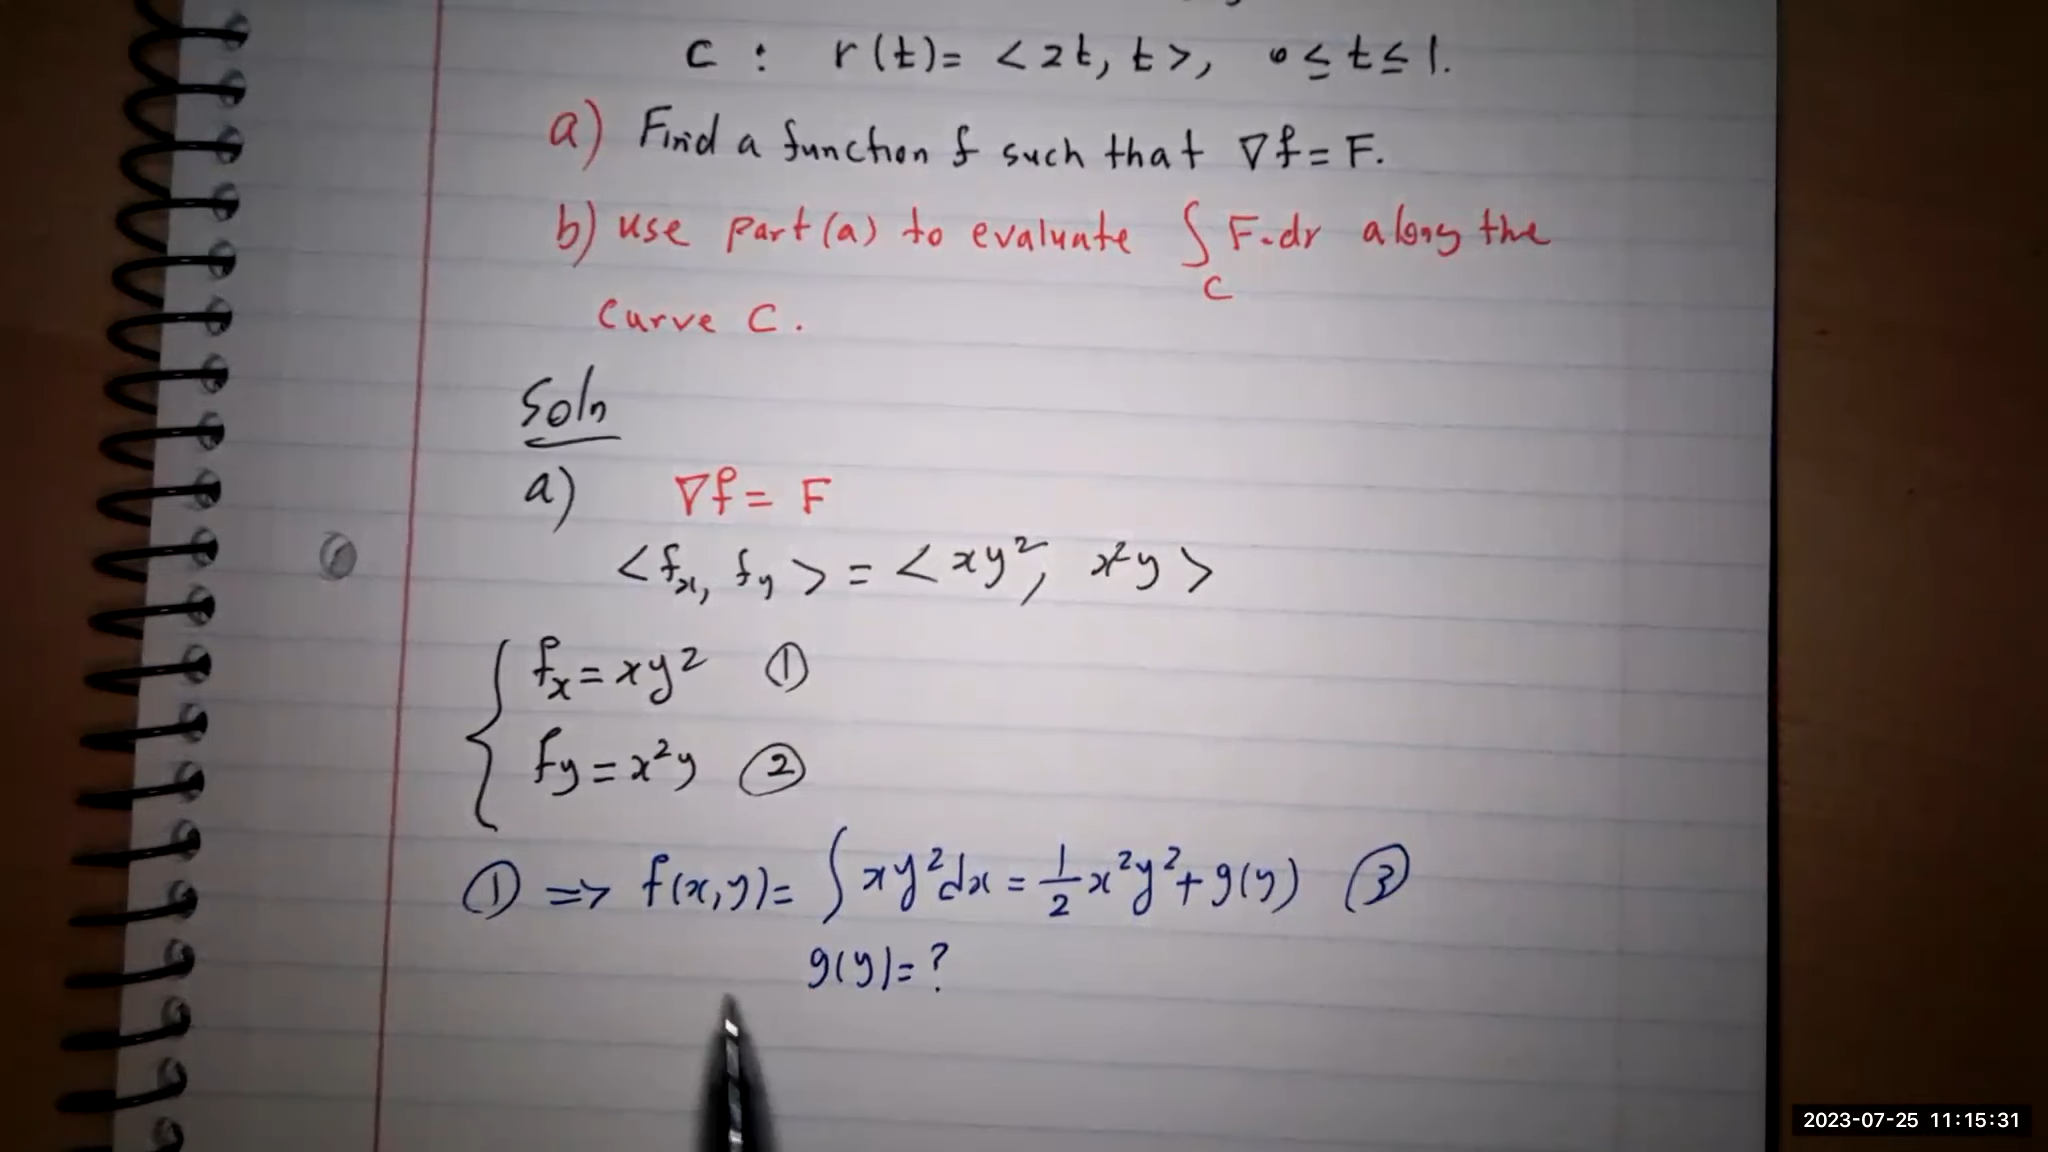 C : r(t)= <2t, t>, 0≤t≤1.
a) Find a function f such that ∇f=F.
b) use part(a) to evaluate ∫_C F·dr along the
curve C.
Soln
a) ∇f= F
<f_x, f_y> = <xy², x²y>
f_x = xy² ①
f_y = x²y ②
① => f(x,y)= ∫xy²dx = 1/2 x²y²+g(y) ③
g(y)=?
2023-07-25 11:15:31